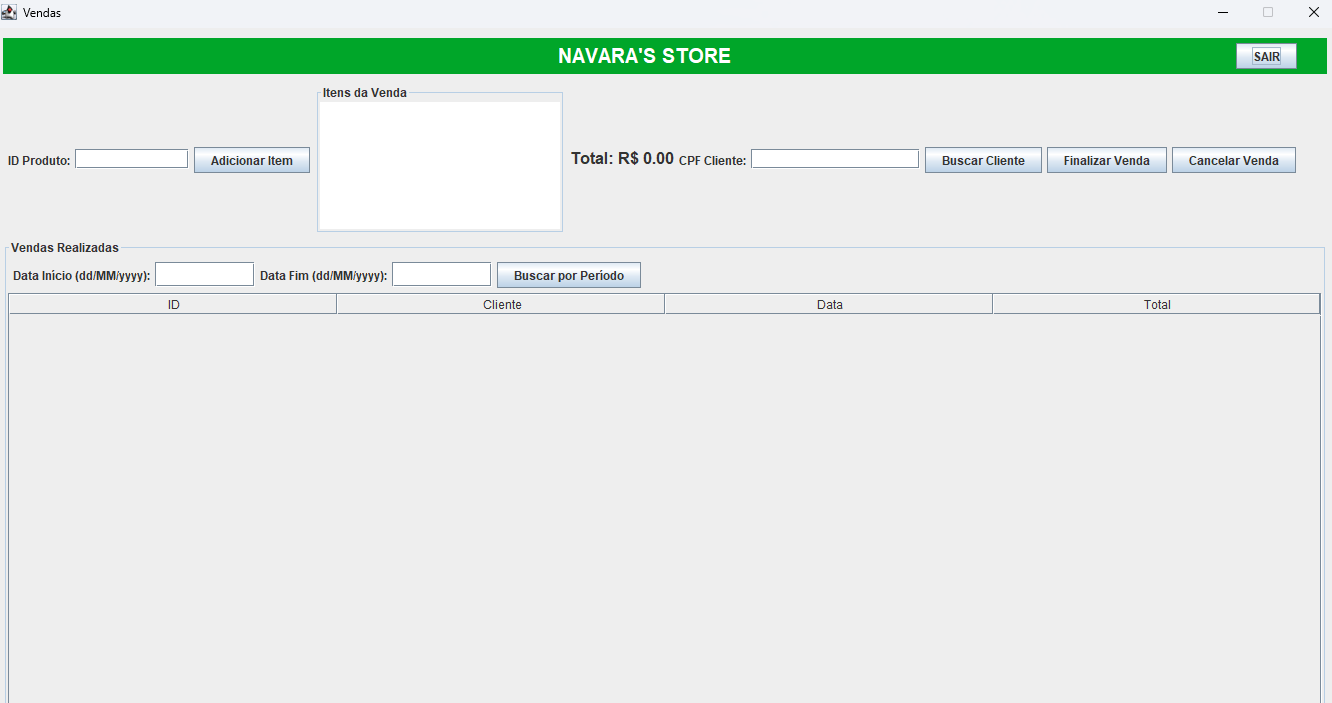 Vendas
NAVARA'S STORE
SAIR
Itens da Venda
ID Produto:
Adicionar Item
Total: R$ 0.00
CPF Cliente:
Buscar Cliente
Finalizar Venda
Cancelar Venda
Vendas Realizadas
Data Início (dd/MM/yyyy):
Data Fim (dd/MM/yyyy):
Buscar por Período
ID
Cliente
Data
Total